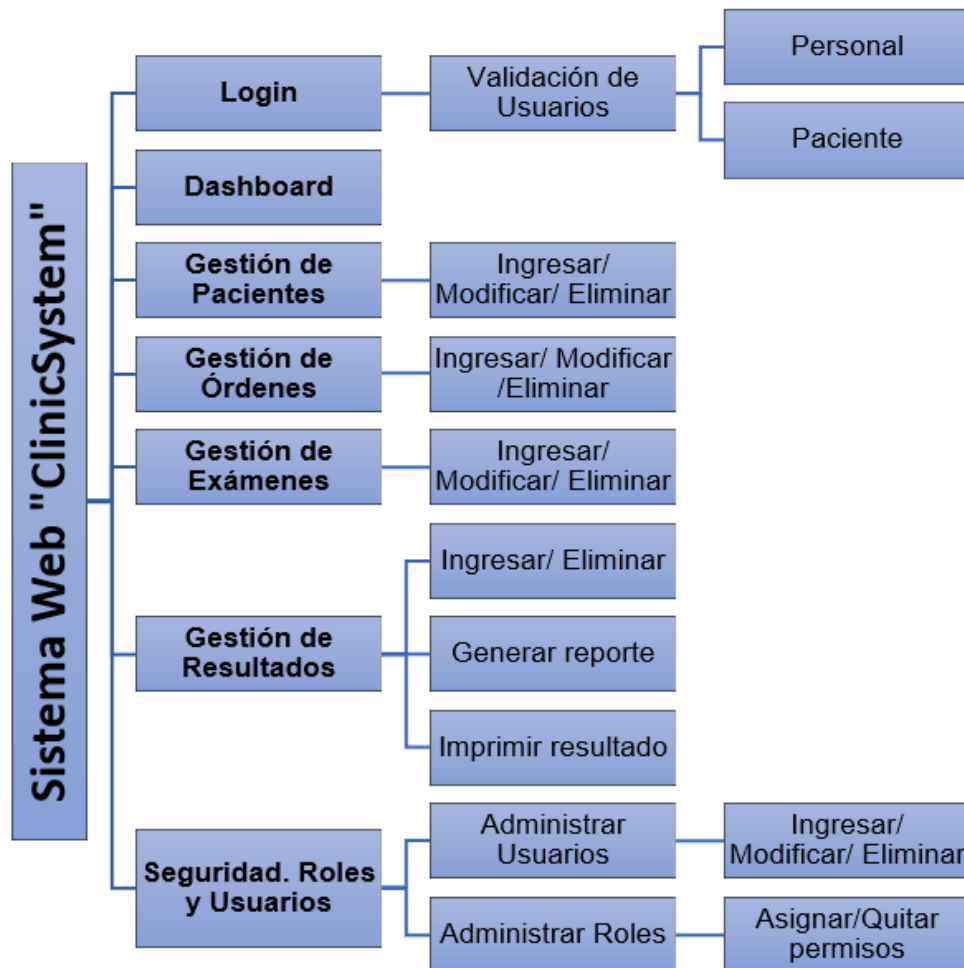 Sistema Web "ClinicSystem"
Login
Validación de
Usuarios
Personal
Paciente
Dashboard
Gestión de
Pacientes
Ingresar/
Modificar/ Eliminar
Gestión de
Órdenes
Ingresar/ Modificar
/Eliminar
Gestión de
Exámenes
Ingresar/
Modificar/ Eliminar
Gestión de
Resultados
Ingresar/ Eliminar
Generar reporte
Imprimir resultado
Seguridad. Roles
y Usuarios
Administrar
Usuarios
Ingresar/
Modificar/ Eliminar
Administrar Roles
Asignar/Quitar
permisos